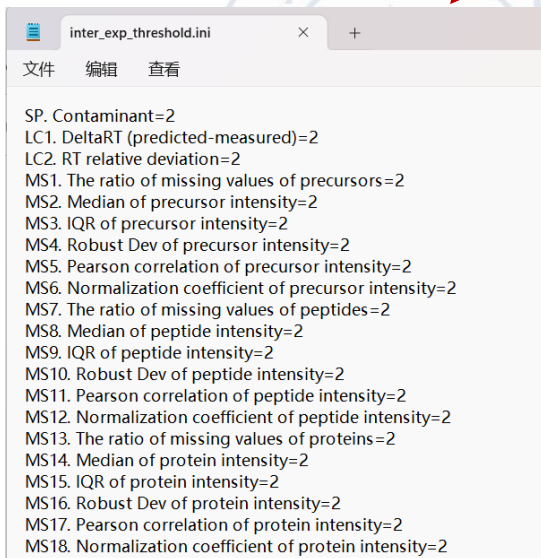 inter_exp_threshold.ini × +
文件 编辑 查看
SP. Contaminant=2
LC1. DeltaRT (predicted-measured)=2
LC2. RT relative deviation=2
MS1. The ratio of missing values of precursors=2
MS2. Median of precursor intensity=2
MS3. IQR of precursor intensity=2
MS4. Robust Dev of precursor intensity=2
MS5. Pearson correlation of precursor intensity=2
MS6. Normalization coefficient of precursor intensity=2
MS7. The ratio of missing values of peptides=2
MS8. Median of peptide intensity=2
MS9. IQR of peptide intensity=2
MS10. Robust Dev of peptide intensity=2
MS11. Pearson correlation of peptide intensity=2
MS12. Normalization coefficient of peptide intensity=2
MS13. The ratio of missing values of proteins=2
MS14. Median of protein intensity=2
MS15. IQR of protein intensity=2
MS16. Robust Dev of protein intensity=2
MS17. Pearson correlation of protein intensity=2
MS18. Normalization coefficient of protein intensity=2